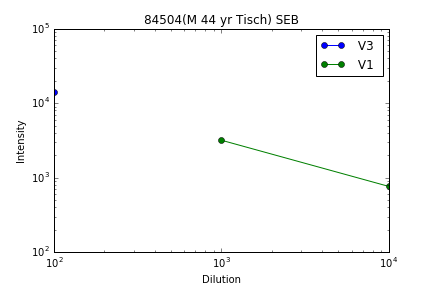 84504(M 44 yr Tisch) SEB
10^5
10^4
10^3
10^2
Intensity
V3
V1
10^2 10^3 10^4
Dilution